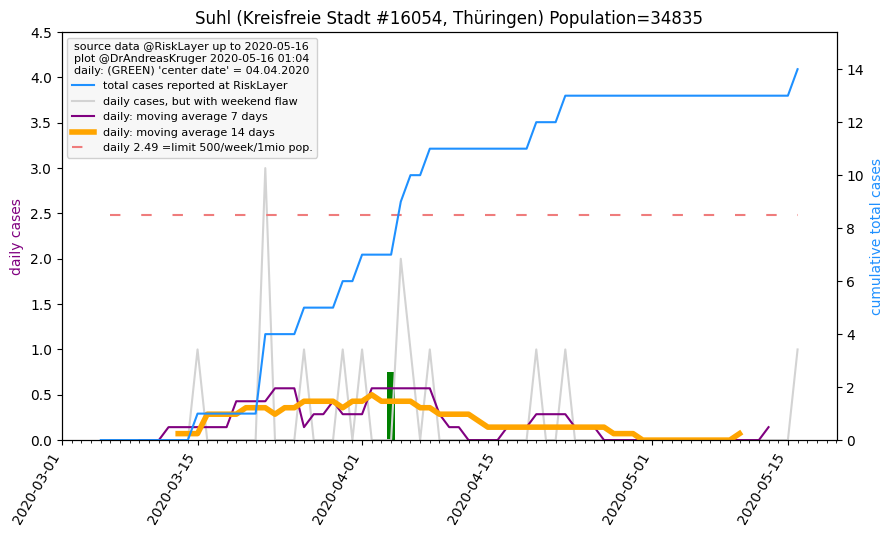 Suhl (Kreisfreie Stadt #16054, Thüringen) Population=34835
source data @RiskLayer up to 2020-05-16
plot @DrAndreasKruger 2020-05-16 01:04
daily: (GREEN) 'center date' = 04.04.2020
total cases reported at RiskLayer
daily cases, but with weekend flaw
daily: moving average 7 days
daily: moving average 14 days
daily 2.49 =limit 500/week/1mio pop.
daily cases
4.5
4.0
3.5
3.0
2.5
2.0
1.5
1.0
0.5
0.0
cumulative total cases
14
12
10
8
6
4
2
0
2020-03-01
2020-03-15
2020-04-01
2020-04-15
2020-05-01
2020-05-15